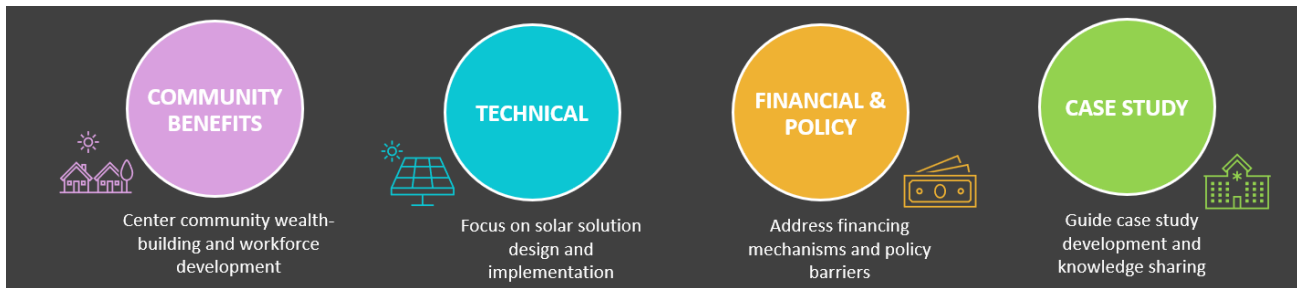 COMMUNITY
BENEFITS
Center community wealth-
building and workforce
development
TECHNICAL
Focus on solar solution
design and
implementation
FINANCIAL &
POLICY
Address financing
mechanisms and policy
barriers
CASE STUDY
Guide case study
development and
knowledge sharing